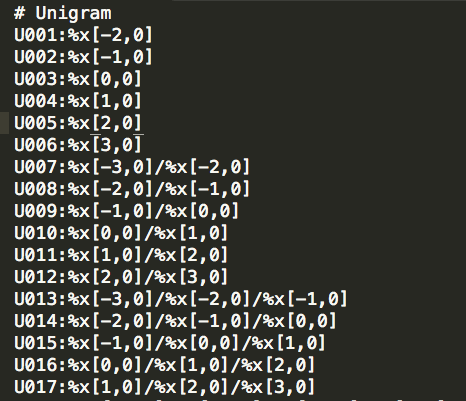 # Unigram
U001:%x[-2,0]
U002:%x[-1,0]
U003:%x[0,0]
U004:%x[1,0]
U005:%x[2,0]
U006:%x[3,0]
U007:%x[-3,0]/%x[-2,0]
U008:%x[-2,0]/%x[-1,0]
U009:%x[-1,0]/%x[0,0]
U010:%x[0,0]/%x[1,0]
U011:%x[1,0]/%x[2,0]
U012:%x[2,0]/%x[3,0]
U013:%x[-3,0]/%x[-2,0]/%x[-1,0]
U014:%x[-2,0]/%x[-1,0]/%x[0,0]
U015:%x[-1,0]/%x[0,0]/%x[1,0]
U016:%x[0,0]/%x[1,0]/%x[2,0]
U017:%x[1,0]/%x[2,0]/%x[3,0]